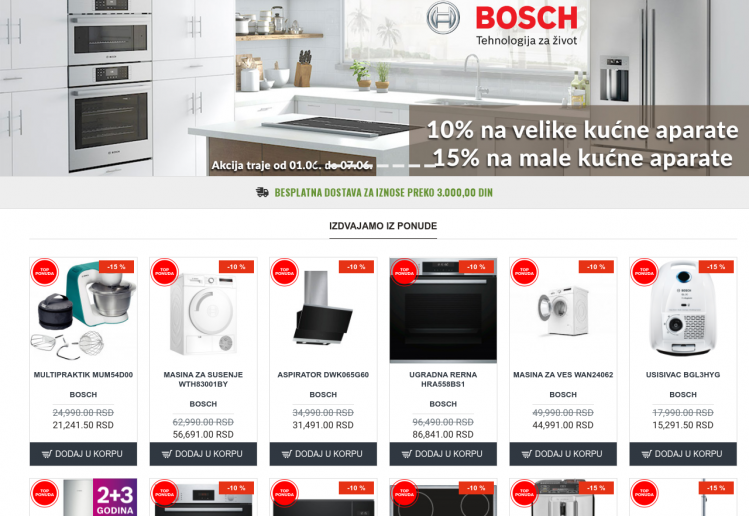 BOSCH
Tehnologija za život
10% na velike kućne aparate
15% na male kućne aparate
Akcija traje od 01.06. do 07.06.
BESPLATNA DOSTAVA ZA IZNOSE PREKO 3.000,00 DIN
IZDVAJAMO IZ PONUDE
TOP PONUDA
-15 %
TOP PONUDA
-10 %
TOP PONUDA
-10 %
TOP PONUDA
-10 %
TOP PONUDA
-10 %
TOP PONUDA
-15 %
MULTIPRAKTIK MUM54D00
BOSCH
24,990.00 RSD
21,241.50 RSD
DODAJ U KORPU
MASINA ZA SUSENJE
WTH83001BY
BOSCH
62,990.00 RSD
56,691.00 RSD
DODAJ U KORPU
ASPIRATOR DWK065G60
BOSCH
34,990.00 RSD
31,491.00 RSD
DODAJ U KORPU
UGRADNA RERNA
HRA558BS1
BOSCH
96,490.00 RSD
86,841.00 RSD
DODAJ U KORPU
MASINA ZA VES WAN24062
BOSCH
49,990.00 RSD
44,991.00 RSD
DODAJ U KORPU
USISIVAC BGL3HYG
BOSCH
17,990.00 RSD
15,291.50 RSD
DODAJ U KORPU
TOP PONUDA
2+3
GODINA
TOP PONUDA
-10 %
TOP PONUDA
-10 %
TOP PONUDA
-10 %
TOP PONUDA
-15 %
TOP PONUDA
-15 %